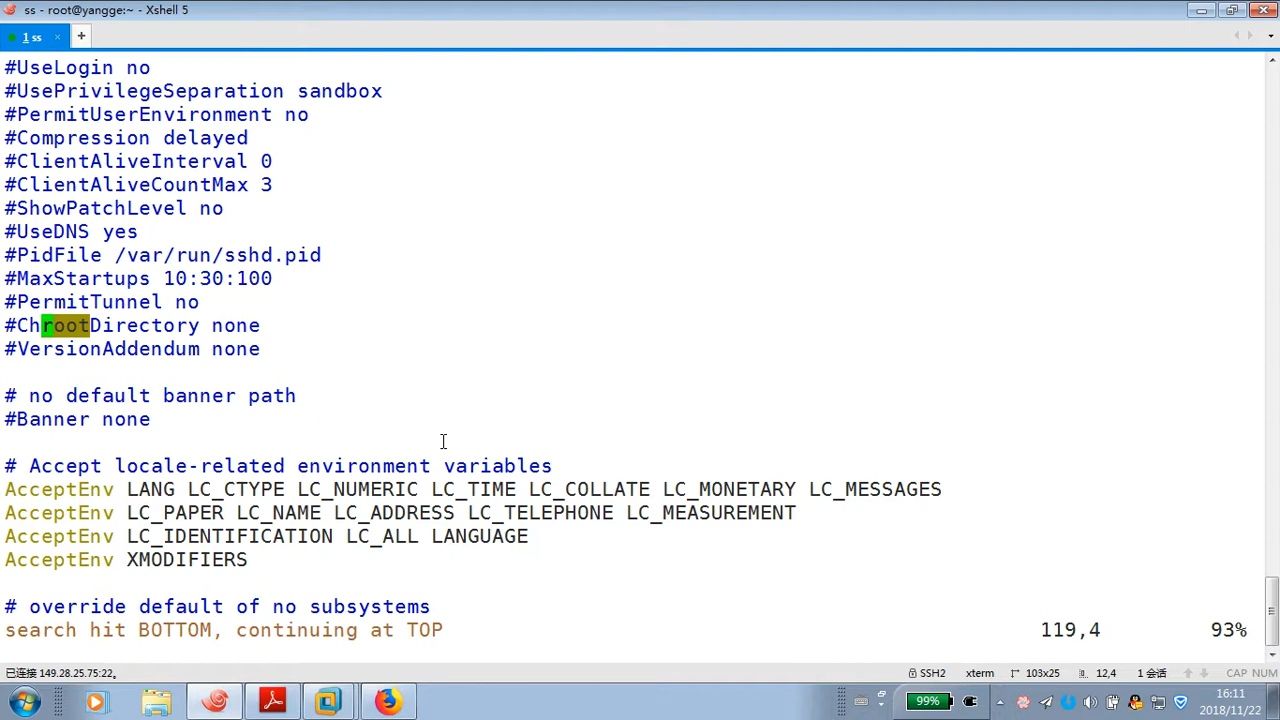 ss - root@yangge:~ - Xshell 5
1 ss
#UseLogin no
#UsePrivilegeSeparation sandbox
#PermitUserEnvironment no
#Compression delayed
#ClientAliveInterval 0
#ClientAliveCountMax 3
#ShowPatchLevel no
#UseDNS yes
#PidFile /var/run/sshd.pid
#MaxStartups 10:30:100
#PermitTunnel no
#ChrootDirectory none
#VersionAddendum none
# no default banner path
#Banner none
# Accept locale-related environment variables
AcceptEnv LANG LC_CTYPE LC_NUMERIC LC_TIME LC_COLLATE LC_MONETARY LC_MESSAGES
AcceptEnv LC_PAPER LC_NAME LC_ADDRESS LC_TELEPHONE LC_MEASUREMENT
AcceptEnv LC_IDENTIFICATION LC_ALL LANGUAGE
AcceptEnv XMODIFIERS
# override default of no subsystems
search hit BOTTOM, continuing at TOP 119,4 93%
已连接 149.28.25.75:22。 SSH2 xterm 103x25 12,4 1 会话 CAP NUM
99% 16:11
2018/11/22